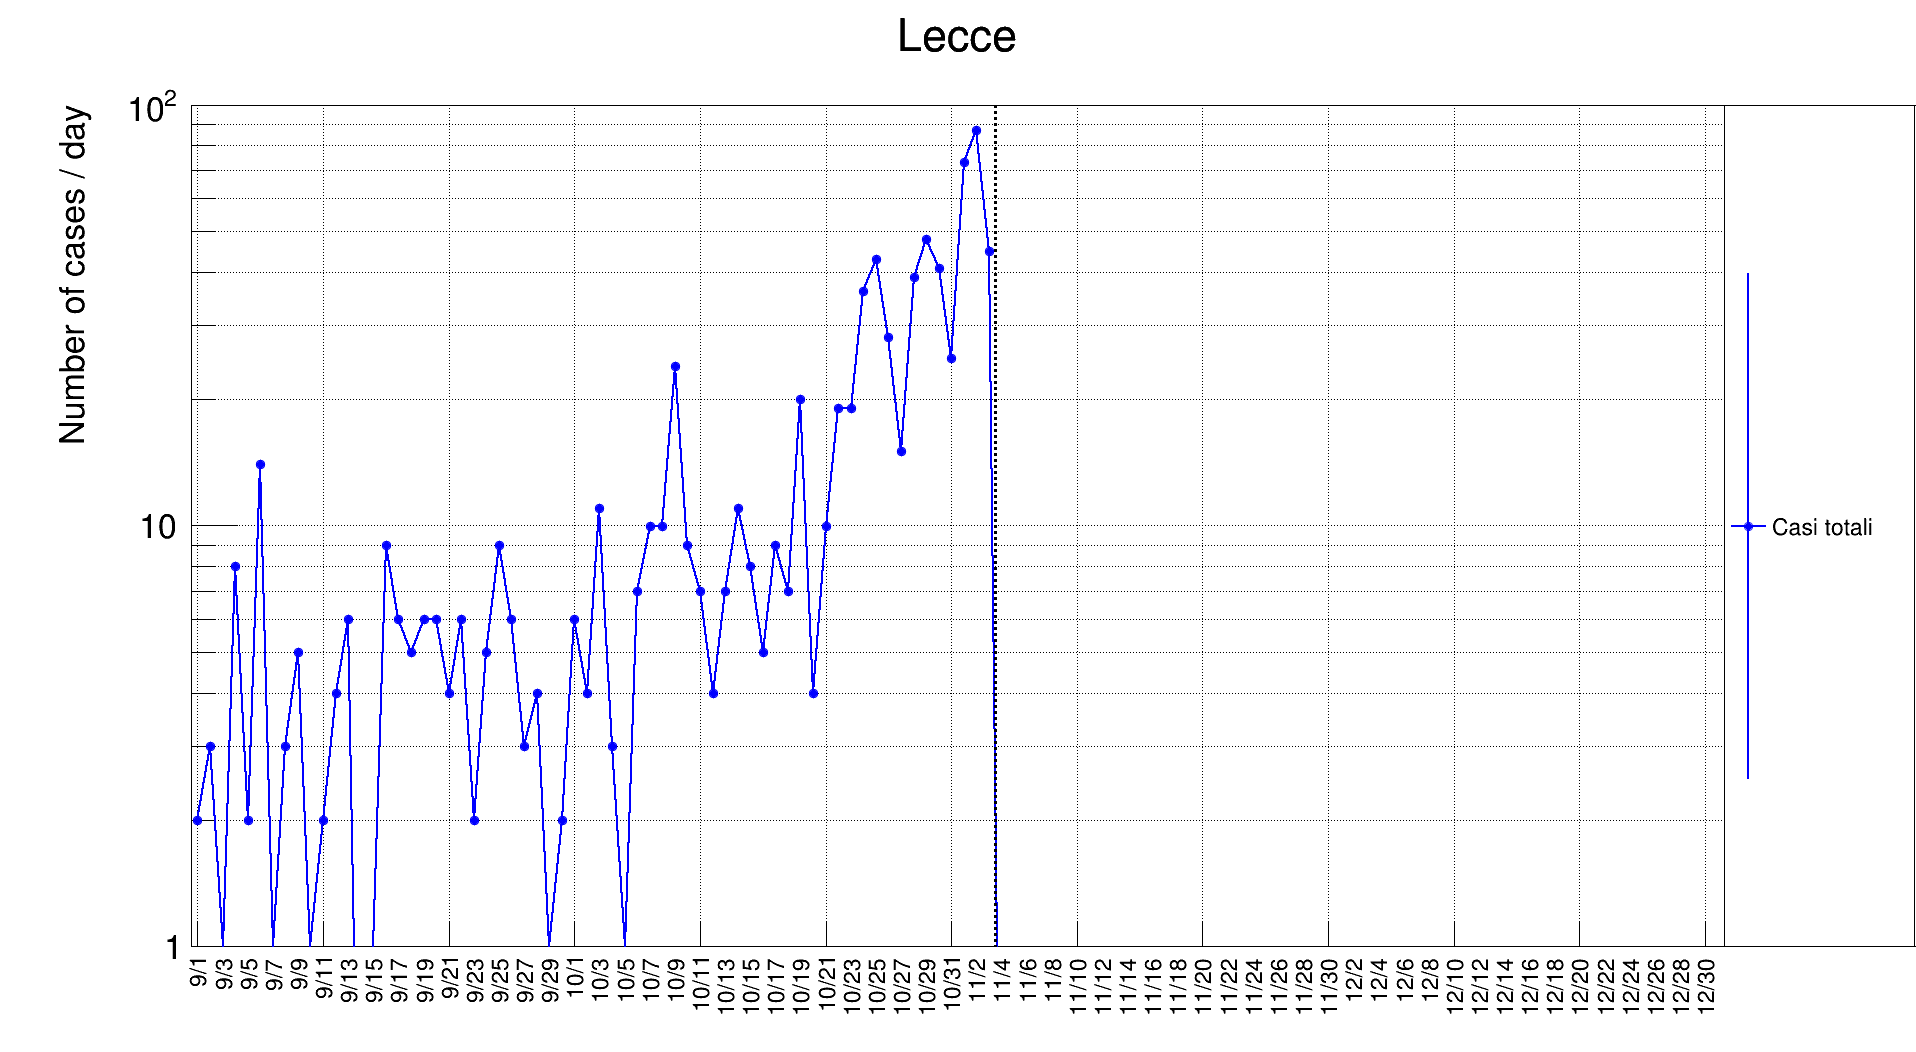 Lecce
Number of cases / day
10²
10
1
Casi totali
9/1 9/3 9/5 9/7 9/9 9/11 9/13 9/15 9/17 9/19 9/21 9/23 9/25 9/27 9/29 10/1 10/3 10/5 10/7 10/9 10/11 10/13 10/15 10/17 10/19 10/21 10/23 10/25 10/27 10/29 10/31 11/2 11/4 11/6 11/8 11/10 11/12 11/14 11/16 11/18 11/20 11/22 11/24 11/26 11/28 11/30 12/2 12/4 12/6 12/8 12/10 12/12 12/14 12/16 12/18 12/20 12/22 12/24 12/26 12/28 12/30